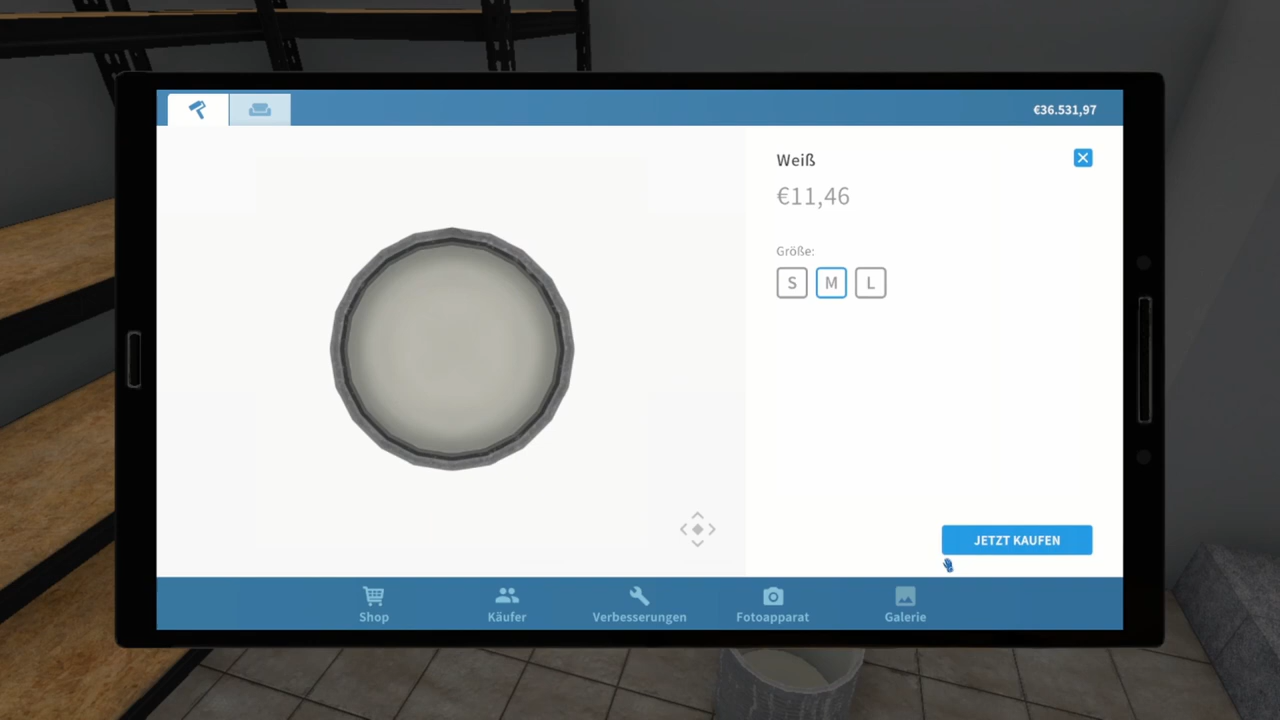 €36.531,97
Weiß
€11,46
Größe:
S M L
JETZT KAUFEN
Shop Käufer Verbesserungen Fotoapparat Galerie